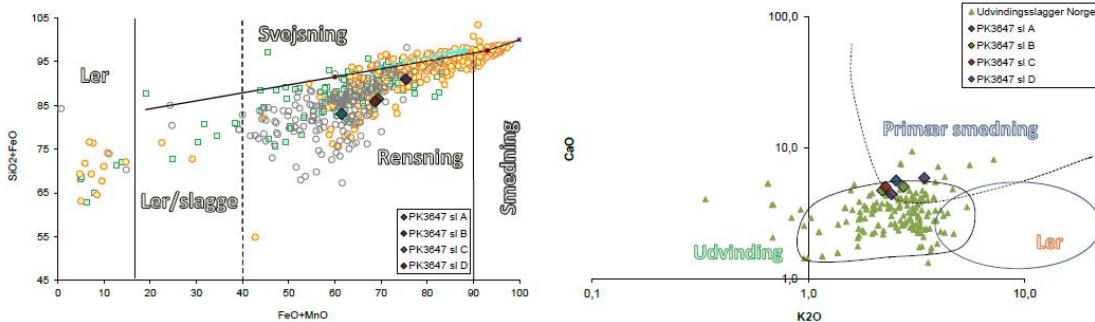 Svejsning
Ler
Rensning
Ler/slagge
Smedning
SiO2+FeO
105
95
85
75
65
55
45
0
10
20
30
40
50
60
70
80
90
100
FeO+MnO
PK3647 sl A
PK3647 sl B
PK3647 sl C
PK3647 sl D
100,0
10,0
1,0
CaO
Udvindingsslagger Norge
PK3647 sl A
PK3647 sl B
PK3647 sl C
PK3647 sl D
Primær smedning
Udvinding
Ler
0,1
1,0
10,0
K2O